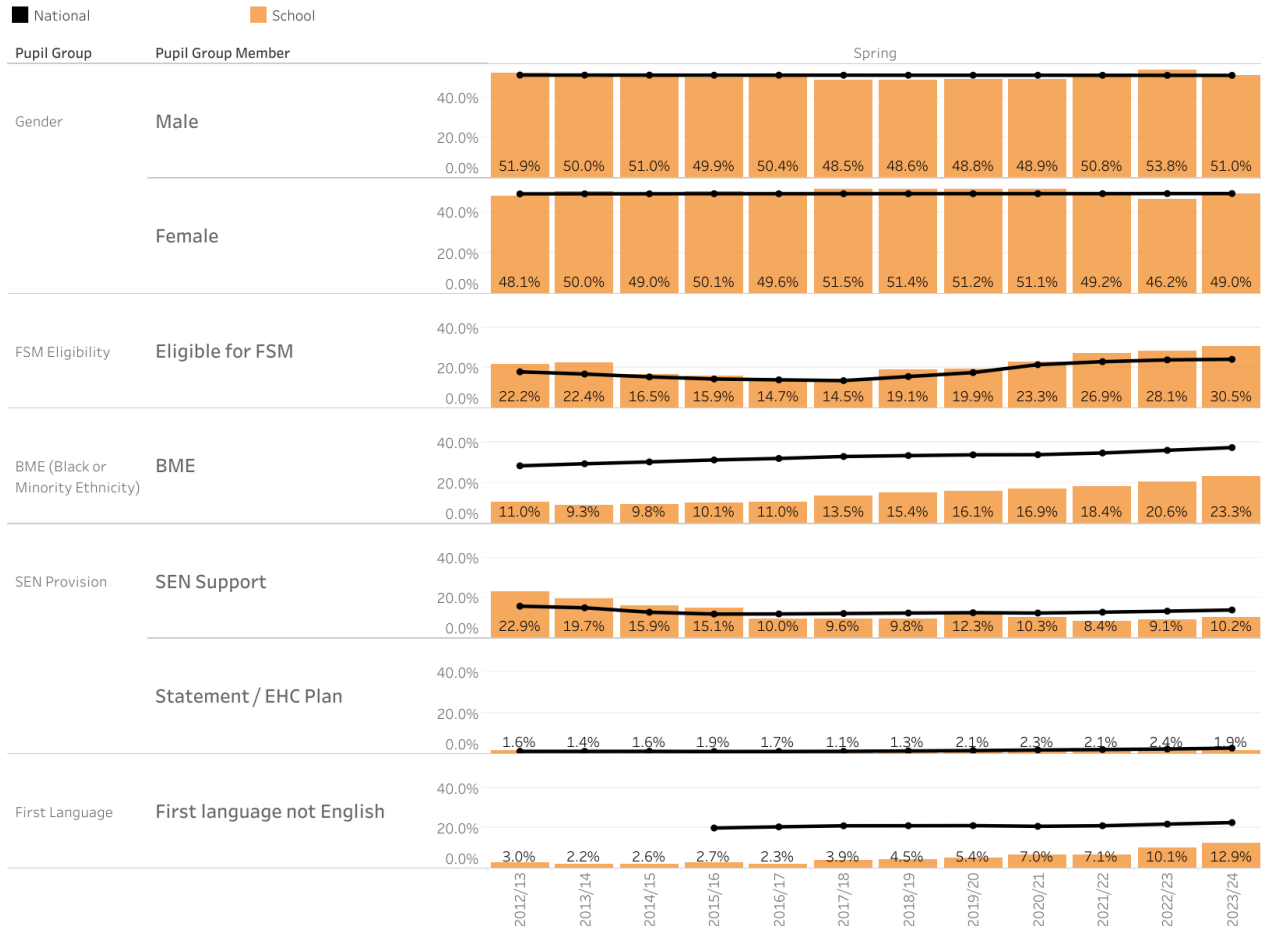 National School
Pupil Group Pupil Group Member Spring
Gender Male
40.0%
20.0%
0.0%
51.9% 50.0% 51.0% 49.9% 50.4% 48.5% 48.6% 48.8% 48.9% 50.8% 53.8% 51.0%
Female
40.0%
20.0%
0.0%
48.1% 50.0% 49.0% 50.1% 49.6% 51.5% 51.4% 51.2% 51.1% 49.2% 46.2% 49.0%
FSM Eligibility Eligible for FSM
40.0%
20.0%
0.0%
22.2% 22.4% 16.5% 15.9% 14.7% 14.5% 19.1% 19.9% 23.3% 26.9% 28.1% 30.5%
BME (Black or
Minority Ethnicity)
BME
40.0%
20.0%
0.0%
11.0% 9.3% 9.8% 10.1% 11.0% 13.5% 15.4% 16.1% 16.9% 18.4% 20.6% 23.3%
SEN Provision SEN Support
40.0%
20.0%
0.0%
22.9% 19.7% 15.9% 15.1% 10.0% 9.6% 9.8% 12.3% 10.3% 8.4% 9.1% 10.2%
Statement / EHC Plan
40.0%
20.0%
0.0%
1.6% 1.4% 1.6% 1.9% 1.7% 1.1% 1.3% 2.1% 2.3% 2.1% 2.4% 1.9%
First Language First language not English
40.0%
20.0%
0.0%
3.0% 2.2% 2.6% 2.7% 2.3% 3.9% 4.5% 5.4% 7.0% 7.1% 10.1% 12.9%
2012/13 2013/14 2014/15 2015/16 2016/17 2017/18 2018/19 2019/20 2020/21 2021/22 2022/23 2023/24